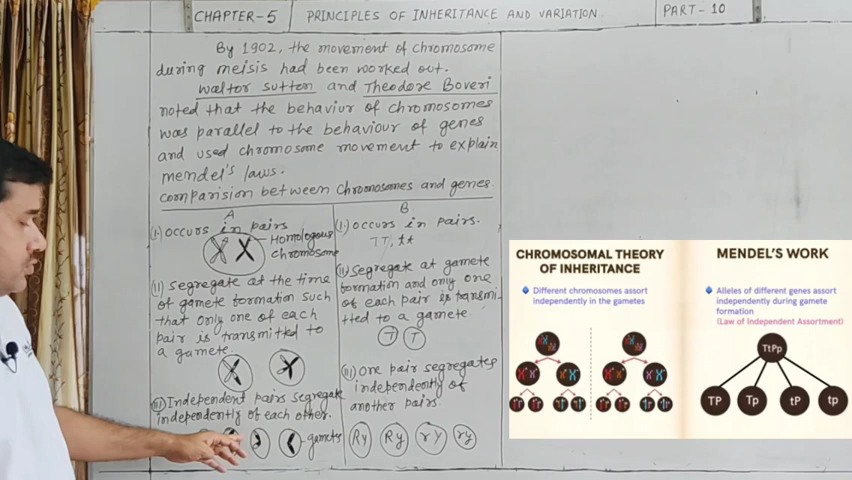 CHAPTER-5 PRINCIPLES OF INHERITANCE AND VARIATION PART-10
By 1902, the movement of chromosome
during meisis had been worked out.
Waltor Sutton and Theodore Boveri
noted that the behaviur of chromosomes
was parallel to the behaviour of genes
and used chromosome movement to explain
mendel's laws.
comparision between chromosomes and genes
A
(I.) occurs in pairs
Homologous
chromosome
(II) segregate at the time
of gamete formation such
that only one of each
pair is transmitted to
a gamete.
(III) Independent pairs segregate
independently of each other.
gametes
B
(I.) occurs in pairs.
TT, tt
(II) segregate at gamete
formation and only one
of each pair is transmi-
tted to a gamete.
T T
(III) one pair segregates
independently of
another pairs.
Ry Ry rY ry
CHROMOSOMAL THEORY
OF INHERITANCE
Different chromosomes assort
independently in the gametes
MENDEL'S WORK
Alleles of different genes assort
independently during gamete
formation
(Law of Independent Assortment)
TtPp
TP Tp tP tp